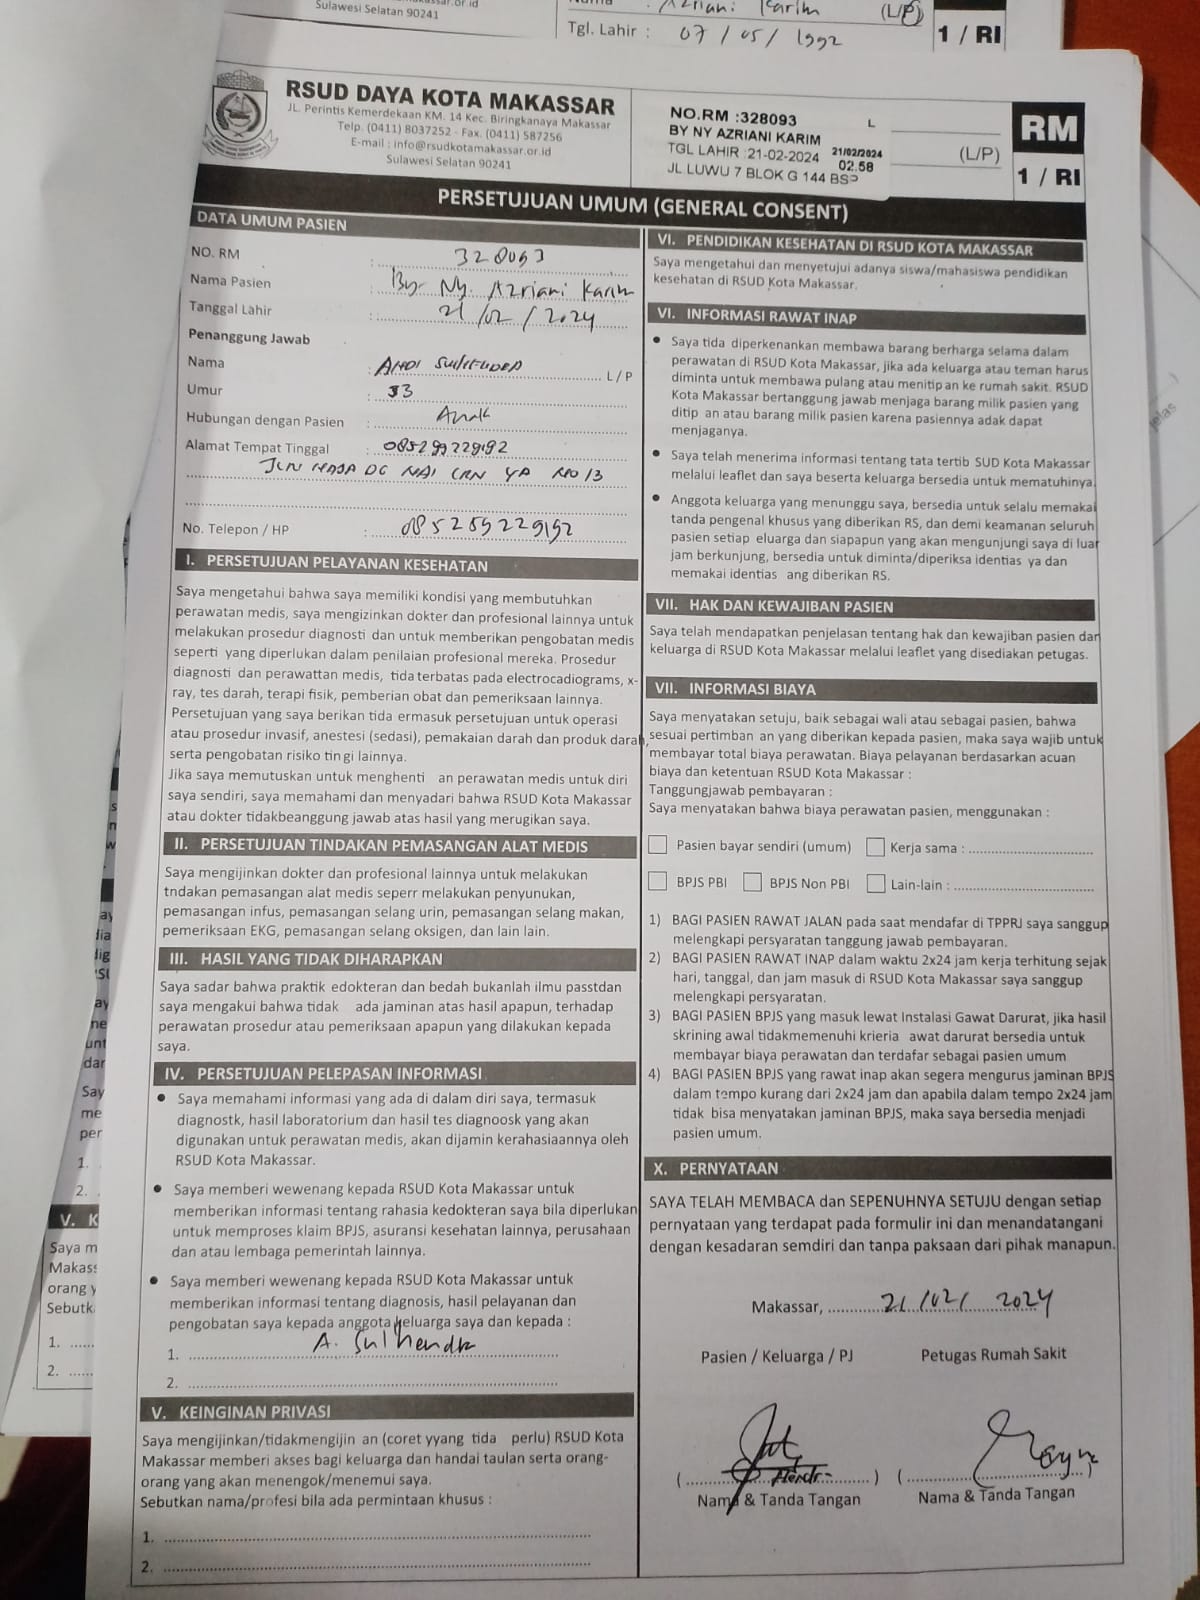 Sulawesi Selatan 90241
Azriani Karim (L/P)
Tgl. Lahir : 07/05/1992
1 / RI
RSUD DAYA KOTA MAKASSAR
JL. Perintis Kemerdekaan KM. 14 Kec. Biringkanaya Makassar
Telp. (0411) 8037252 - Fax. (0411) 587256
E-mail : info@rsudkotamakassar.or.id
Sulawesi Selatan 90241
NO.RM :328093 L
BY NY AZRIANI KARIM
TGL LAHIR :21-02-2024 21/02/2024
02.58
JL LUWU 7 BLOK G 144 BSP
(L/P)
RM
1 / RI
PERSETUJUAN UMUM (GENERAL CONSENT)
DATA UMUM PASIEN
NO. RM : 328093
Nama Pasien : By. Ny. Azriani Karim
Tanggal Lahir : 21/02/2024
Penanggung Jawab
Nama : ANDI SULHENDRA L / P
Umur : 33
Hubungan dengan Pasien : Anak
Alamat Tempat Tinggal : 085299229192
JLN DG
No. Telepon / HP : 085259229192
I. PERSETUJUAN PELAYANAN KESEHATAN
Saya mengetahui bahwa saya memiliki kondisi yang membutuhkan
perawatan medis, saya mengizinkan dokter dan profesional lainnya untuk
melakukan prosedur diagnosti dan untuk memberikan pengobatan medis
seperti yang diperlukan dalam penilaian profesional mereka. Prosedur
diagnosti dan perawattan medis, tida terbatas pada electrocadiograms, x-
ray, tes darah, terapi fisik, pemberian obat dan pemeriksaan lainnya.
Persetujuan yang saya berikan tida ermasuk persetujuan untuk operasi
atau prosedur invasif, anestesi (sedasi), pemakaian darah dan produk darah,
serta pengobatan risiko tin gi lainnya.
Jika saya memutuskan untuk menghenti an perawatan medis untuk diri
saya sendiri, saya memahami dan menyadari bahwa RSUD Kota Makassar
atau dokter tidakbeanggung jawab atas hasil yang merugikan saya.
II. PERSETUJUAN TINDAKAN PEMASANGAN ALAT MEDIS
Saya mengijinkan dokter dan profesional lainnya untuk melakukan
tndakan pemasangan alat medis seperr melakukan penyunukan,
pemasangan infus, pemasangan selang urin, pemasangan selang makan,
pemeriksaan EKG, pemasangan selang oksigen, dan lain lain.
III. HASIL YANG TIDAK DIHARAPKAN
Saya sadar bahwa praktik edokteran dan bedah bukanlah ilmu passtdan
saya mengakui bahwa tidak ada jaminan atas hasil apapun, terhadap
perawatan prosedur atau pemeriksaan apapun yang dilakukan kepada
saya.
IV. PERSETUJUAN PELEPASAN INFORMASI
• Saya memahami informasi yang ada di dalam diri saya, termasuk
diagnostk, hasil laboratorium dan hasil tes diagnoosk yang akan
digunakan untuk perawatan medis, akan dijamin kerahasiaannya oleh
RSUD Kota Makassar.
• Saya memberi wewenang kepada RSUD Kota Makassar untuk
memberikan informasi tentang rahasia kedokteran saya bila diperlukan
untuk memproses klaim BPJS, asuransi kesehatan lainnya, perusahaan
dan atau lembaga pemerintah lainnya.
• Saya memberi wewenang kepada RSUD Kota Makassar untuk
memberikan informasi tentang diagnosis, hasil pelayanan dan
pengobatan saya kepada anggota keluarga saya dan kepada :
1. A. Sulhendra
2.
V. KEINGINAN PRIVASI
Saya mengijinkan/tidakmengijin an (coret yyang tida perlu) RSUD Kota
Makassar memberi akses bagi keluarga dan handai taulan serta orang-
orang yang akan menengok/menemui saya.
Sebutkan nama/profesi bila ada permintaan khusus :
1.
2.
VI. PENDIDIKAN KESEHATAN DI RSUD KOTA MAKASSAR
Saya mengetahui dan menyetujui adanya siswa/mahasiswa pendidikan
kesehatan di RSUD Kota Makassar.
VI. INFORMASI RAWAT INAP
• Saya tida diperkenankan membawa barang berharga selama dalam
perawatan di RSUD Kota Makassar, jika ada keluarga atau teman harus
diminta untuk membawa pulang atau menitip an ke rumah sakit. RSUD
Kota Makassar bertanggung jawab menjaga barang milik pasien yang
ditip an atau barang milik pasien karena pasiennya adak dapat
menjaganya.
• Saya telah menerima informasi tentang tata tertib SUD Kota Makassar
melalui leaflet dan saya beserta keluarga bersedia untuk mematuhinya.
• Anggota keluarga yang menunggu saya, bersedia untuk selalu memakai
tanda pengenal khusus yang diberikan RS, dan demi keamanan seluruh
pasien setiap eluarga dan siapapun yang akan mengunjungi saya di luar
jam berkunjung, bersedia untuk diminta/diperiksa identias ya dan
memakai identias ang diberikan RS.
VII. HAK DAN KEWAJIBAN PASIEN
Saya telah mendapatkan penjelasan tentang hak dan kewajiban pasien dan
keluarga di RSUD Kota Makassar melalui leaflet yang disediakan petugas.
VII. INFORMASI BIAYA
Saya menyatakan setuju, baik sebagai wali atau sebagai pasien, bahwa
sesuai pertimban an yang diberikan kepada pasien, maka saya wajib untuk
membayar total biaya perawatan. Biaya pelayanan berdasarkan acuan
biaya dan ketentuan RSUD Kota Makassar :
Tanggungjawab pembayaran :
Saya menyatakan bahwa biaya perawatan pasien, menggunakan :
Pasien bayar sendiri (umum) Kerja sama :
BPJS PBI BPJS Non PBI Lain-lain :
1) BAGI PASIEN RAWAT JALAN pada saat mendafar di TPPRJ saya sanggup
melengkapi persyaratan tanggung jawab pembayaran.
2) BAGI PASIEN RAWAT INAP dalam waktu 2x24 jam kerja terhitung sejak
hari, tanggal, dan jam masuk di RSUD Kota Makassar saya sanggup
melengkapi persyaratan.
3) BAGI PASIEN BPJS yang masuk lewat Instalasi Gawat Darurat, jika hasil
skrining awal tidakmemenuhi krieria awat darurat bersedia untuk
membayar biaya perawatan dan terdafar sebagai pasien umum
4) BAGI PASIEN BPJS yang rawat inap akan segera mengurus jaminan BPJS
dalam tempo kurang dari 2x24 jam dan apabila dalam tempo 2x24 jam
tidak bisa menyatakan jaminan BPJS, maka saya bersedia menjadi
pasien umum.
X. PERNYATAAN
SAYA TELAH MEMBACA dan SEPENUHNYA SETUJU dengan setiap
pernyataan yang terdapat pada formulir ini dan menandatangani
dengan kesadaran semdiri dan tanpa paksaan dari pihak manapun.
Makassar, 21/02/2024
Pasien / Keluarga / PJ Petugas Rumah Sakit
Nama & Tanda Tangan Nama & Tanda Tangan